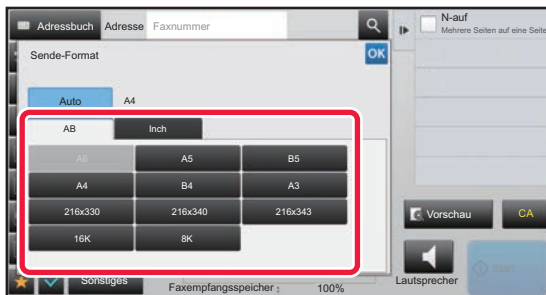 Adressbuch Adresse Faxnummer
N-auf
Mehrere Seiten auf eine Seite
Sende-Format
OK
Auto A4
AB Inch
A6 A5 B5
A4 B4 A3
216x330 216x340 216x343
16K 8K
Vorschau CA
Sonstiges
Faxempfangsspeicher : 100%
Lautsprecher
Start